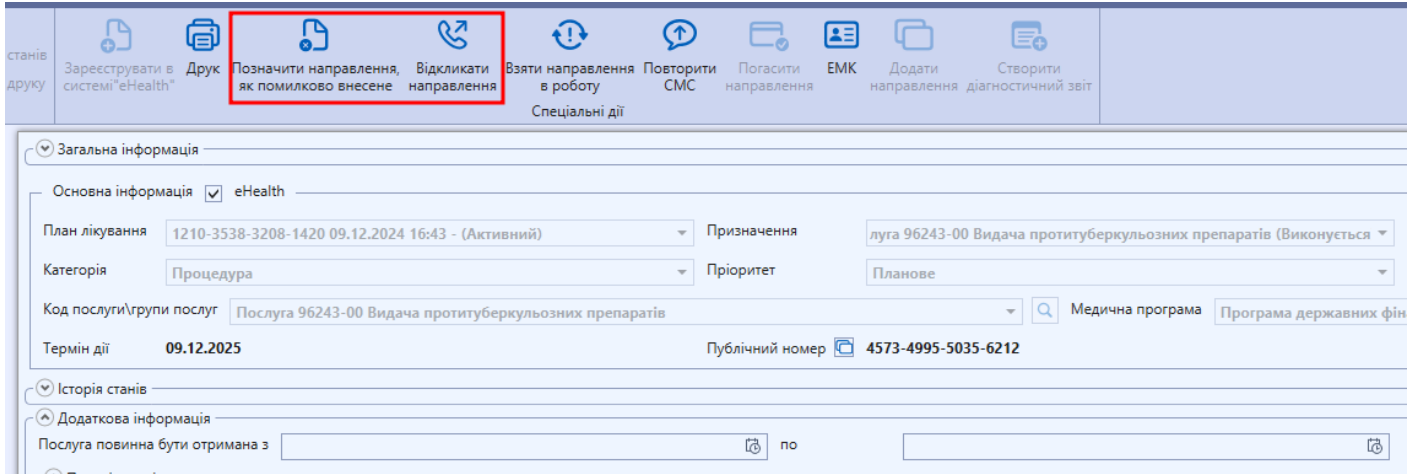 станів
друку
Зареєструвати в
системі"eHealth"
Друк
Позначити направлення,
як помилково внесене
Відкликати
направлення
Взяти направлення
в роботу
Повторити
СМС
Погасити
направлення
ЕМК
Додати
направлення
Створити
діагностичний звіт
Спеціальні дії
Загальна інформація
Основна інформація eHealth
План лікування 1210-3538-3208-1420 09.12.2024 16:43 - (Активний) Призначення луга 96243-00 Видача протитуберкульозних препаратів (Виконується
Категорія Процедура Пріоритет Планове
Код послуги\групи послуг Послуга 96243-00 Видача протитуберкульозних препаратів Медична програма Програма державних фін
Термін дії 09.12.2025 Публічний номер 4573-4995-5035-6212
Історія станів
Додаткова інформація
Послуга повинна бути отримана з по